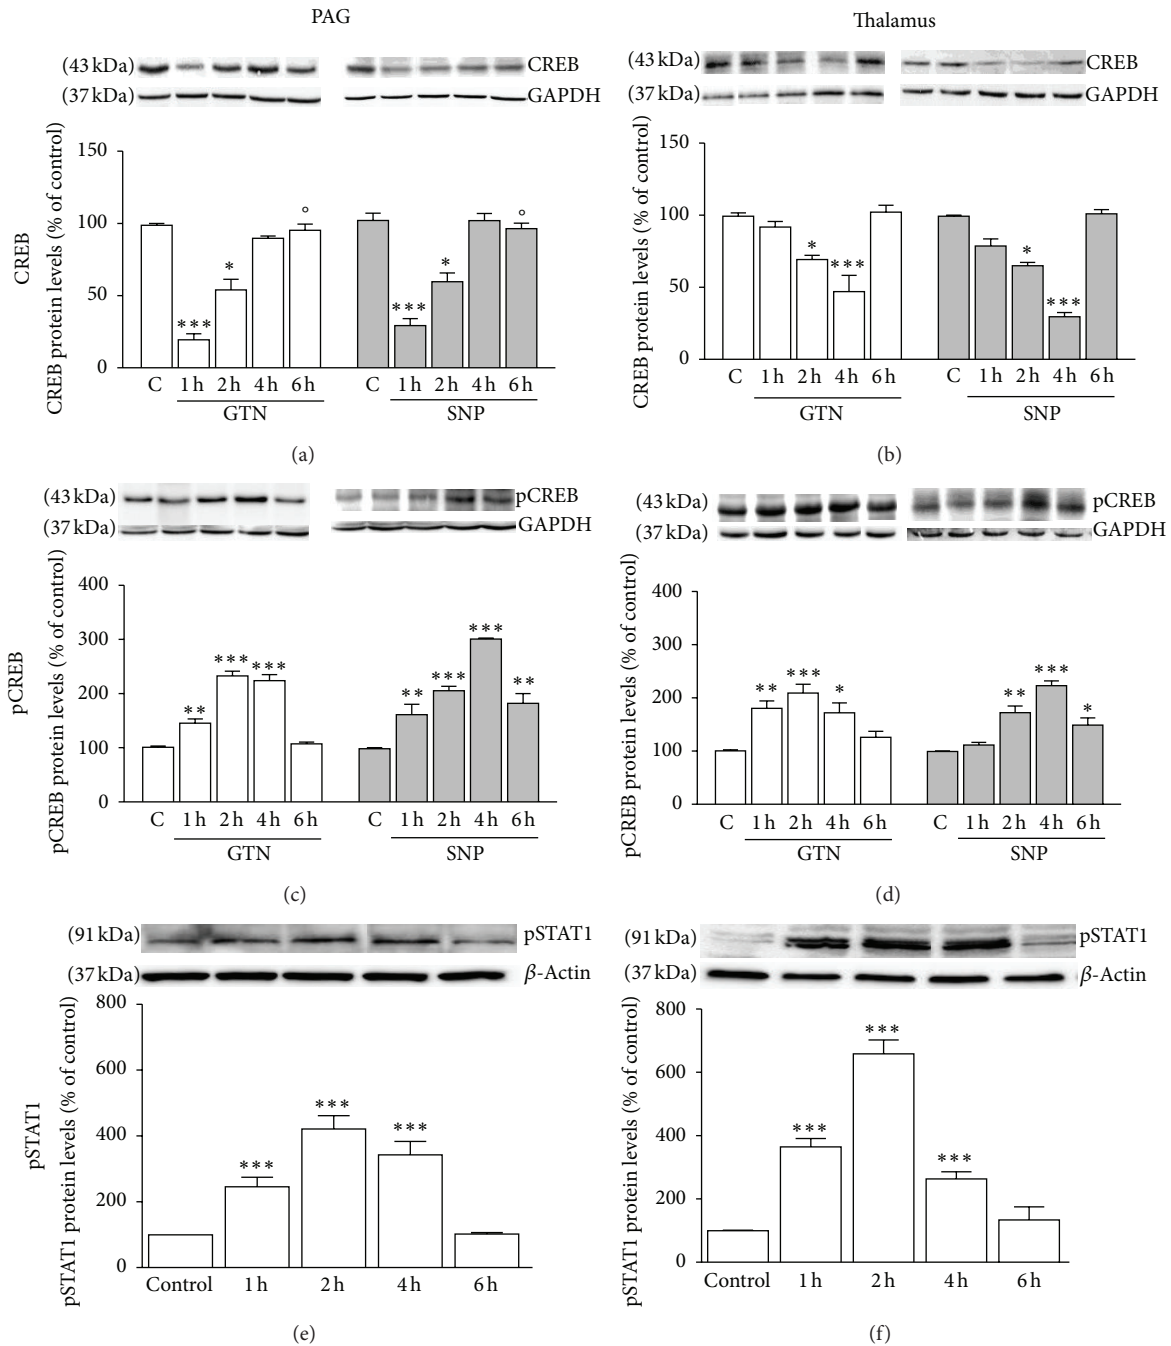 PAG
Thalamus
(43 kDa) CREB
(37 kDa) GAPDH
CREB
CREB protein levels (% of control)
150
100
50
0
*** * ° *** * °
C 1 h 2 h 4 h 6 h C 1 h 2 h 4 h 6 h
GTN SNP
(a)
(43 kDa) CREB
(37 kDa) GAPDH
CREB protein levels (% of control)
150
100
50
0
* *** * ***
C 1 h 2 h 4 h 6 h C 1 h 2 h 4 h 6 h
GTN SNP
(b)
(43 kDa) pCREB
(37 kDa) GAPDH
pCREB
pCREB protein levels (% of control)
400
300
200
100
0
** *** *** ** *** *** **
C 1 h 2 h 4 h 6 h C 1 h 2 h 4 h 6 h
GTN SNP
(c)
(43 kDa) pCREB
(37 kDa) GAPDH
pCREB protein levels (% of control)
400
300
200
100
0
** *** * ** *** *
C 1 h 2 h 4 h 6 h C 1 h 2 h 4 h 6 h
GTN SNP
(d)
(91 kDa) pSTAT1
(37 kDa) β-Actin
pSTAT1
pSTAT1 protein levels (% of control)
800
600
400
200
0
*** *** ***
Control 1 h 2 h 4 h 6 h
(e)
(91 kDa) pSTAT1
(37 kDa) β-Actin
pSTAT1 protein levels (% of control)
800
600
400
200
0
*** *** ***
Control 1 h 2 h 4 h 6 h
(f)